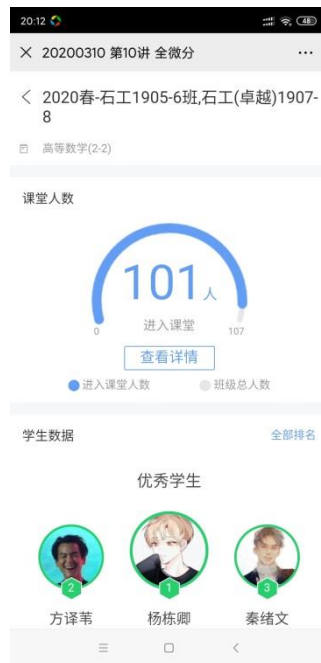 20:12
48
20200310 第10讲 全微分
2020春-石工1905-6班,石工(卓越)1907-
8
高等数学(2-2)
课堂人数
101人
0
进入课堂
107
查看详情
进入课堂人数
班级总人数
学生数据
全部排名
优秀学生
2
1
3
方译苇
杨栋卿
秦绪文